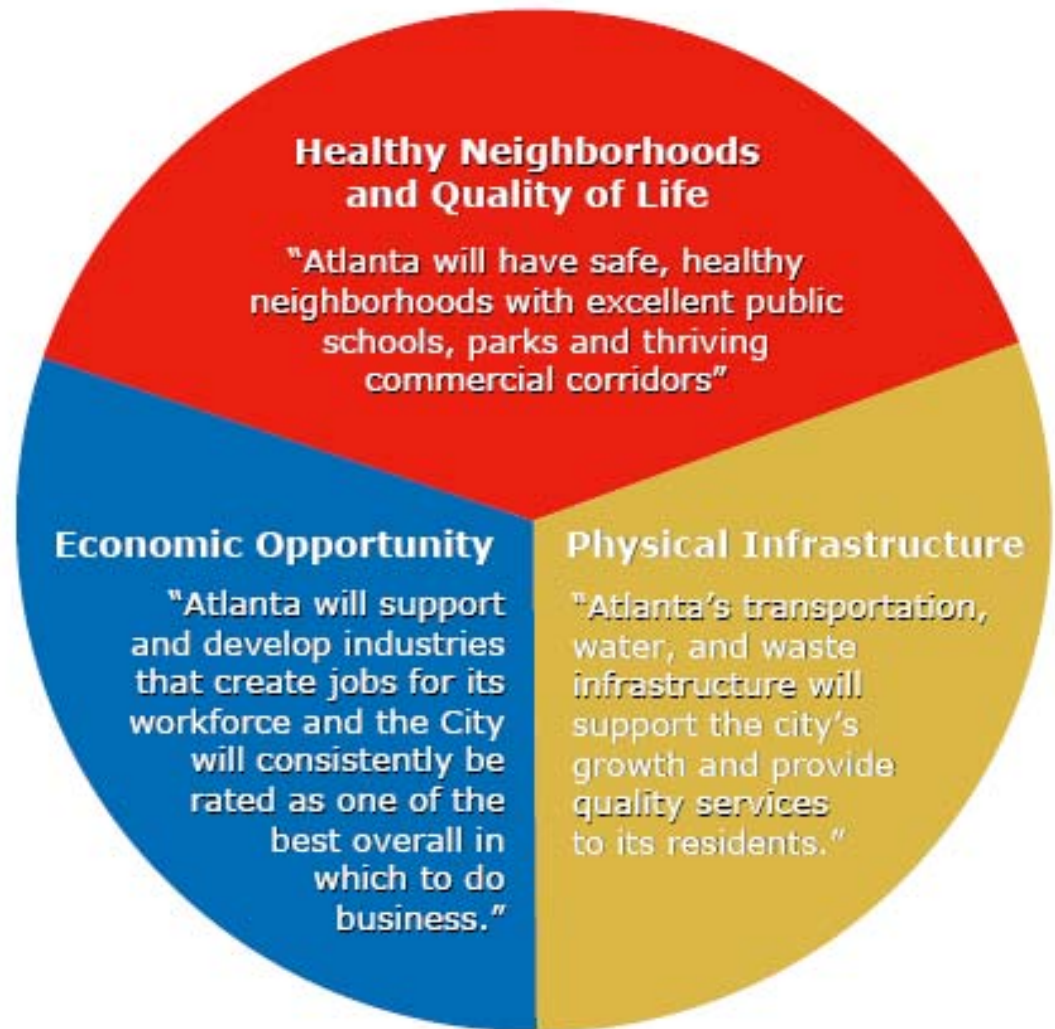 Healthy Neighborhoods
and Quality of Life
“Atlanta will have safe, healthy
neighborhoods with excellent public
schools, parks and thriving
commercial corridors”
Economic Opportunity
“Atlanta will support
and develop industries
that create jobs for its
workforce and the City
will consistently be
rated as one of the
best overall in
which to do
business.”
Physical Infrastructure
“Atlanta’s transportation,
water, and waste
infrastructure will
support the city’s
growth and provide
quality services
to its residents.”